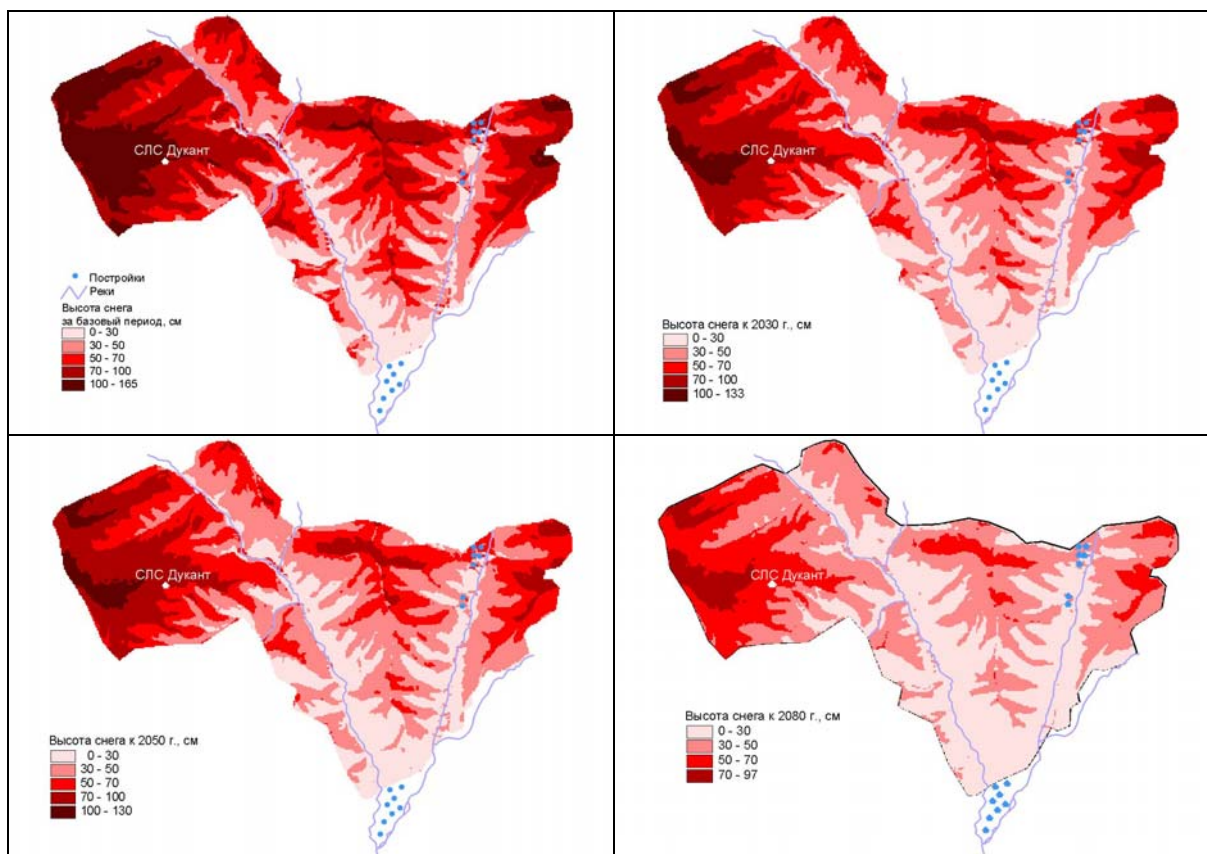 СЛС Дукант
Постройки
Реки
Высота снега
за базовый период, см
0 - 30
30 - 50
50 - 70
70 - 100
100 - 165
СЛС Дукант
Высота снега к 2030 г., см
0 - 30
30 - 50
50 - 70
70 - 100
100 - 133
СЛС Дукант
Высота снега к 2050 г., см
0 - 30
30 - 50
50 - 70
70 - 100
100 - 130
СЛС Дукант
Высота снега к 2080 г., см
0 - 30
30 - 50
50 - 70
70 - 97